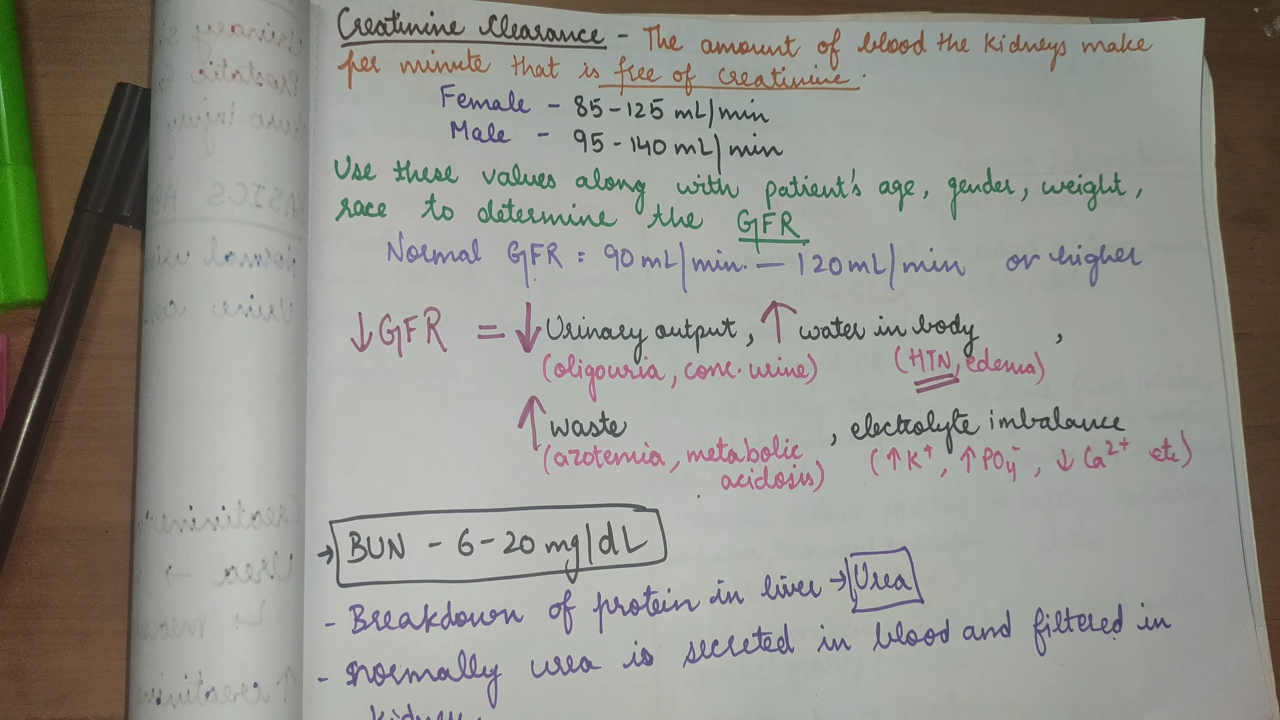 Creatinine Clearance - The amount of blood the kidneys make
per minute that is free of creatinine.
Female - 85-125 mL/min
Male - 95-140 mL/min
Use these values along with patient's age, gender, weight,
race to determine the GFR
Normal GFR = 90 mL/min. — 120 mL/min or higher
↓GFR = ↓Urinary output, ↑ water in body ,
(oligouria, conc. urine) (HTN, edema)
↑waste , electrolyte imbalance
(azotemia, metabolic acidosis) (↑K⁺, ↑PO₄⁻, ↓Ca²⁺ etc)
→ BUN - 6-20 mg/dL
- Breakdown of protein in liver → Urea
- normally urea is secreted in blood and filtered in
kidney.